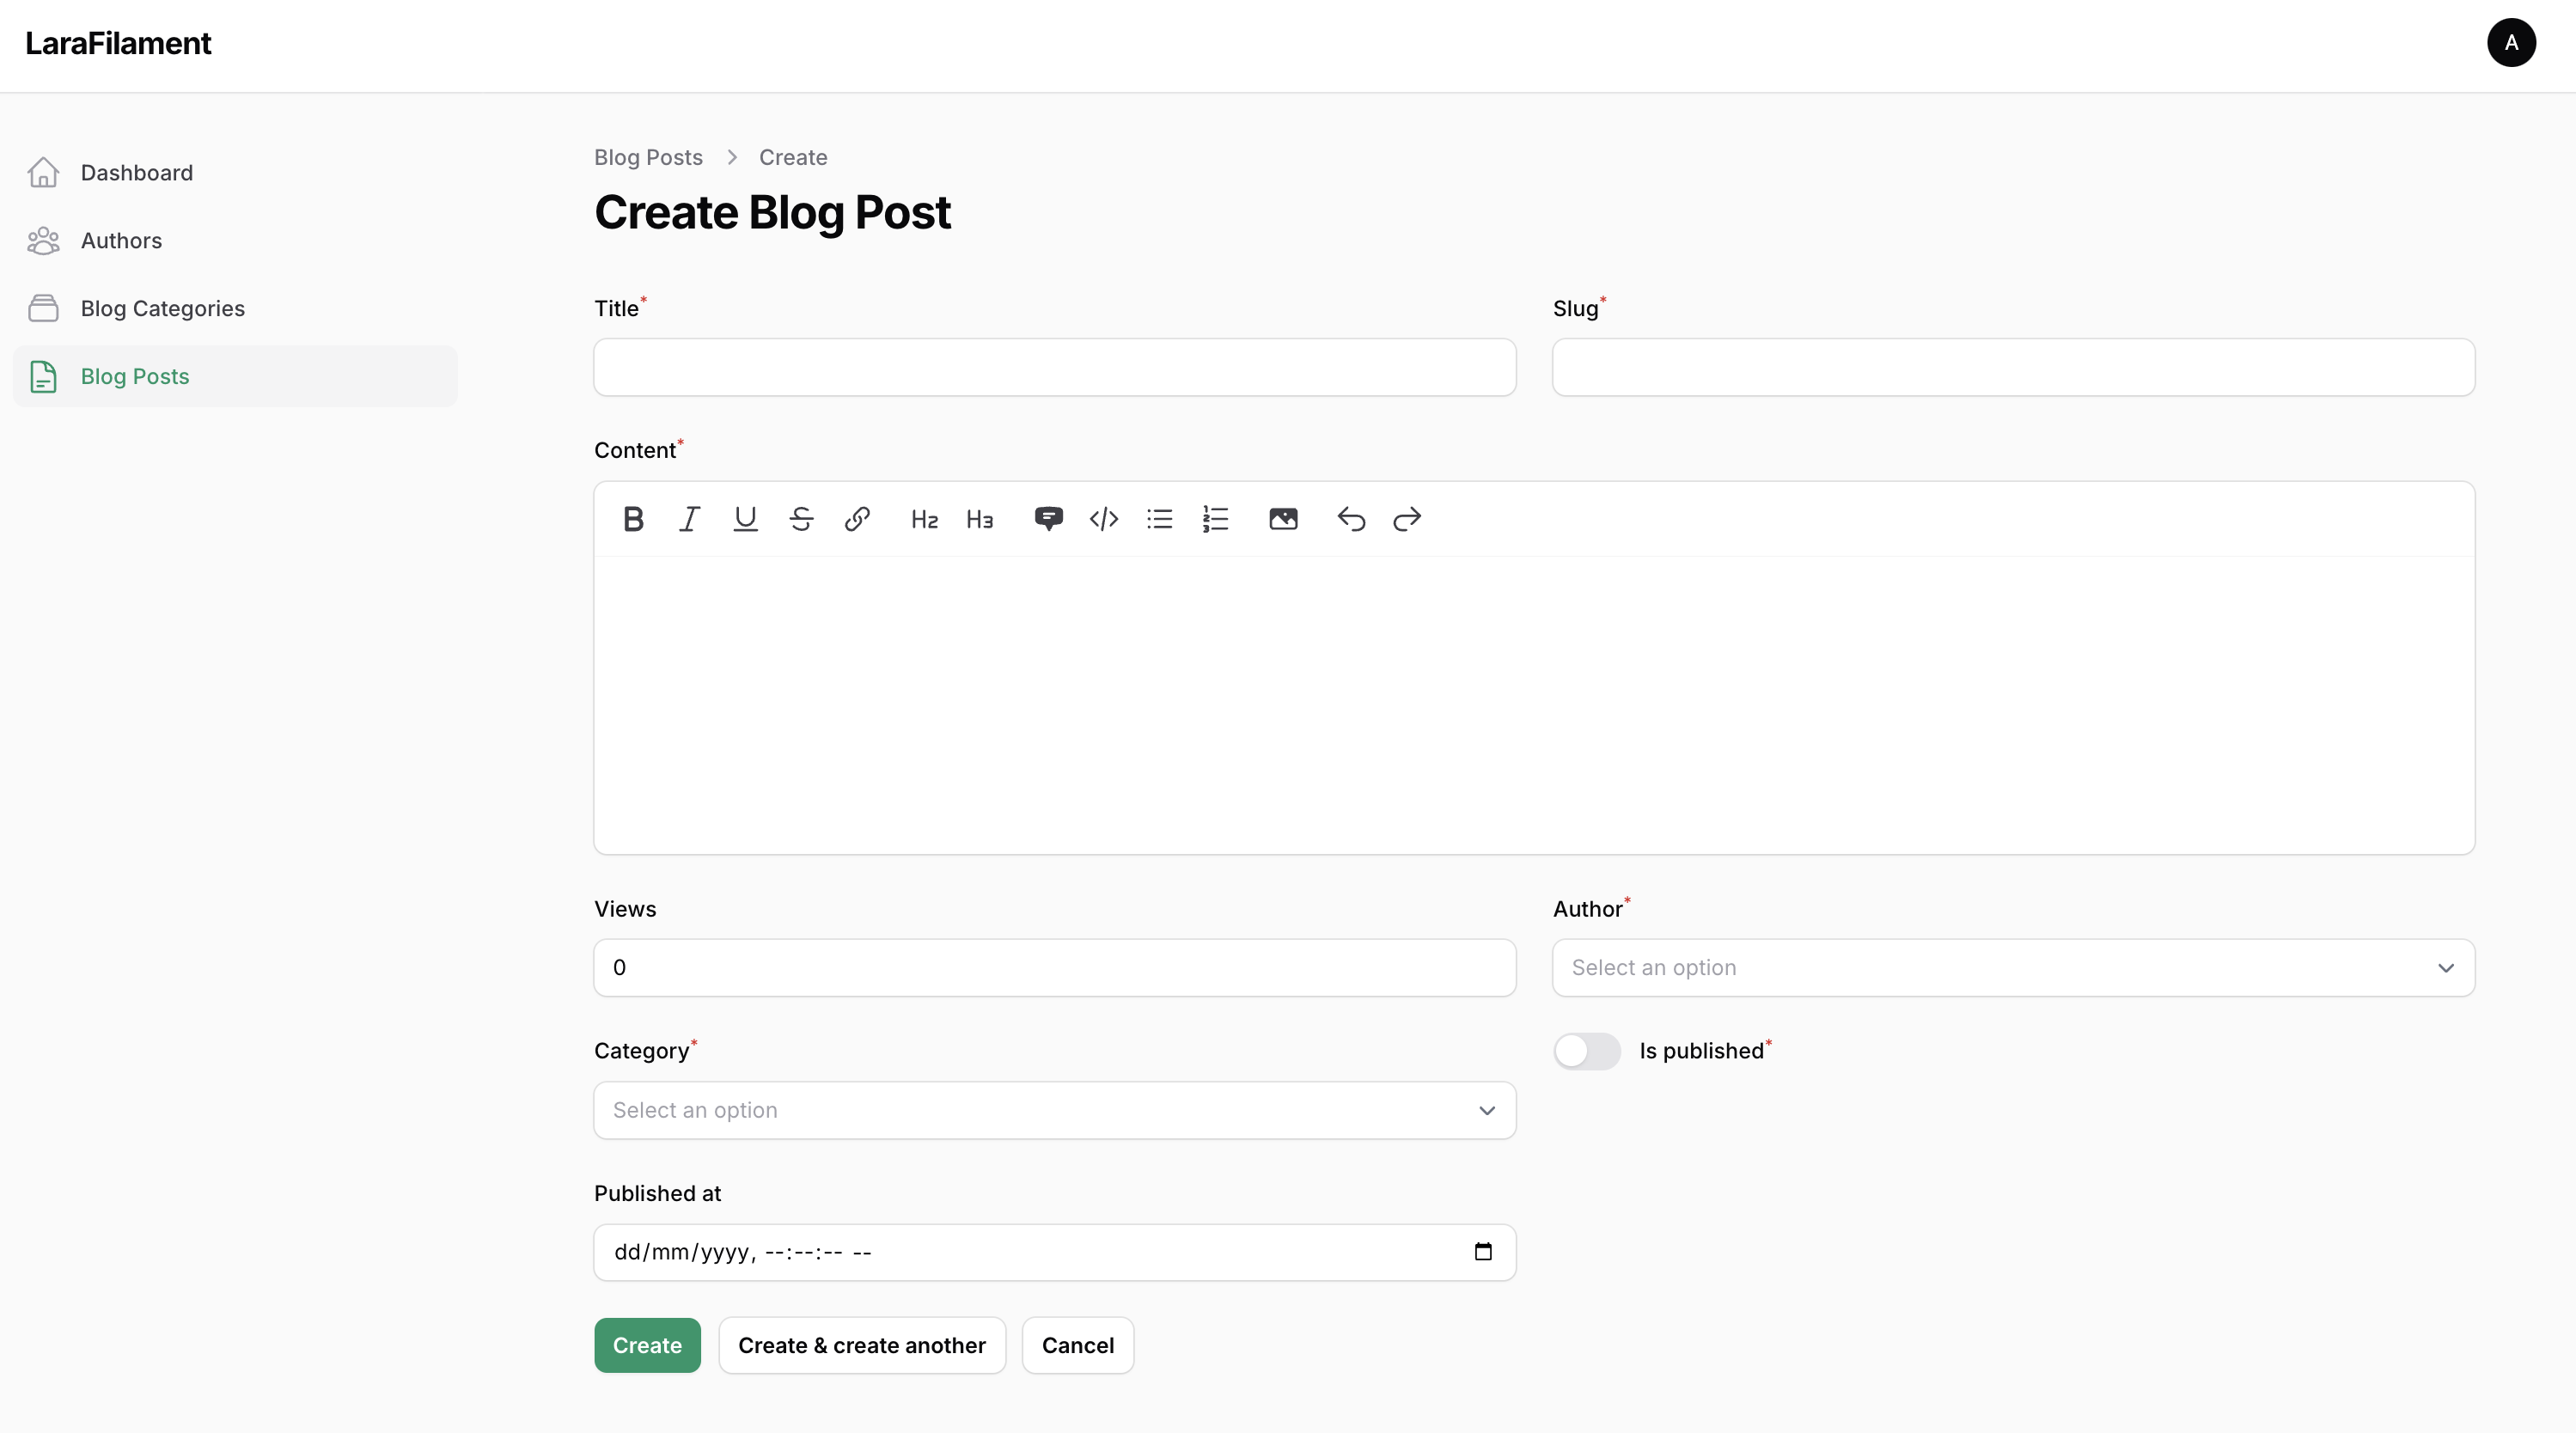 LaraFilament
A
Dashboard
Authors
Blog Categories
Blog Posts
Blog Posts > Create
Create Blog Post
Title*
Slug*
Content*
B I U S H2 H3
Views
0
Author*
Select an option
Category*
Select an option
Is published*
Published at
dd/mm/yyyy, --:--:-- --
Create
Create & create another
Cancel